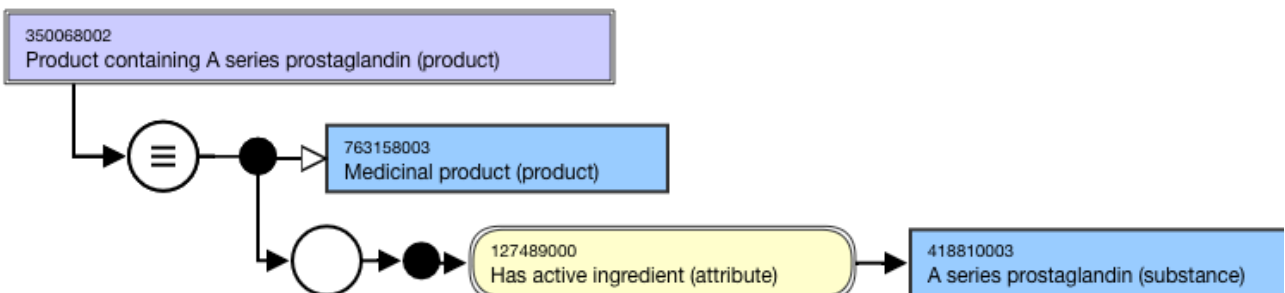 350068002
Product containing A series prostaglandin (product)
763158003
Medicinal product (product)
127489000
Has active ingredient (attribute)
418810003
A series prostaglandin (substance)